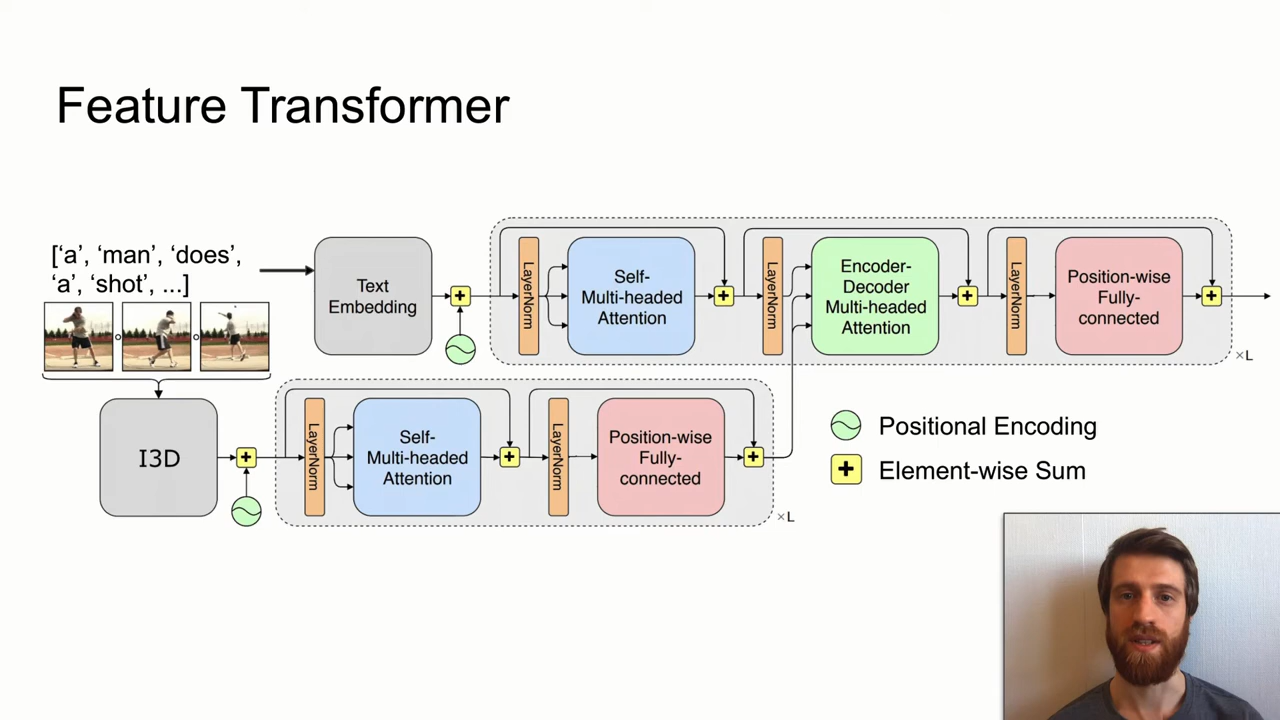 Feature Transformer
['a', 'man', 'does',
'a', 'shot', ...]
Text
Embedding
LayerNorm
Self-
Multi-headed
Attention
LayerNorm
Encoder-
Decoder
Multi-headed
Attention
LayerNorm
Position-wise
Fully-
connected
×L
I3D
LayerNorm
Self-
Multi-headed
Attention
LayerNorm
Position-wise
Fully-
connected
×L
Positional Encoding
Element-wise Sum